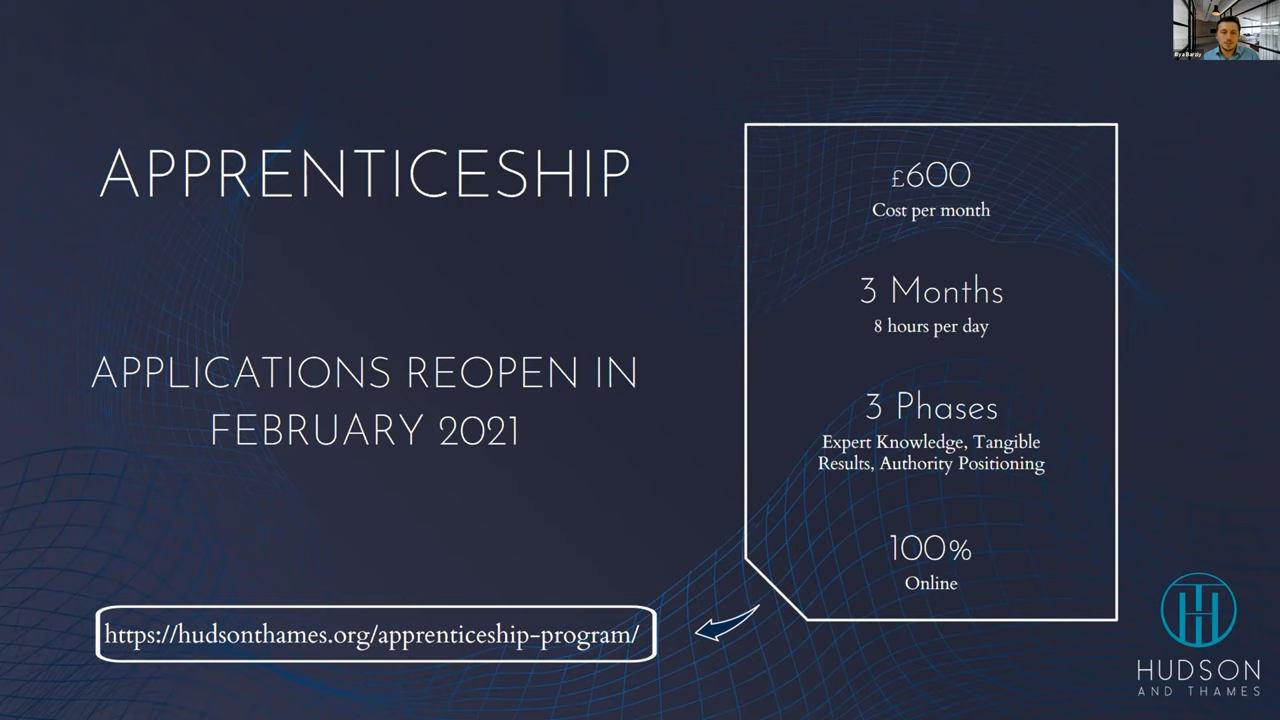 APPRENTICESHIP
APPLICATIONS REOPEN IN
FEBRUARY 2021
https://hudsonthames.org/apprenticeship-program/
£600
Cost per month
3 Months
8 hours per day
3 Phases
Expert Knowledge, Tangible
Results, Authority Positioning
100%
Online
HUDSON
AND THAMES